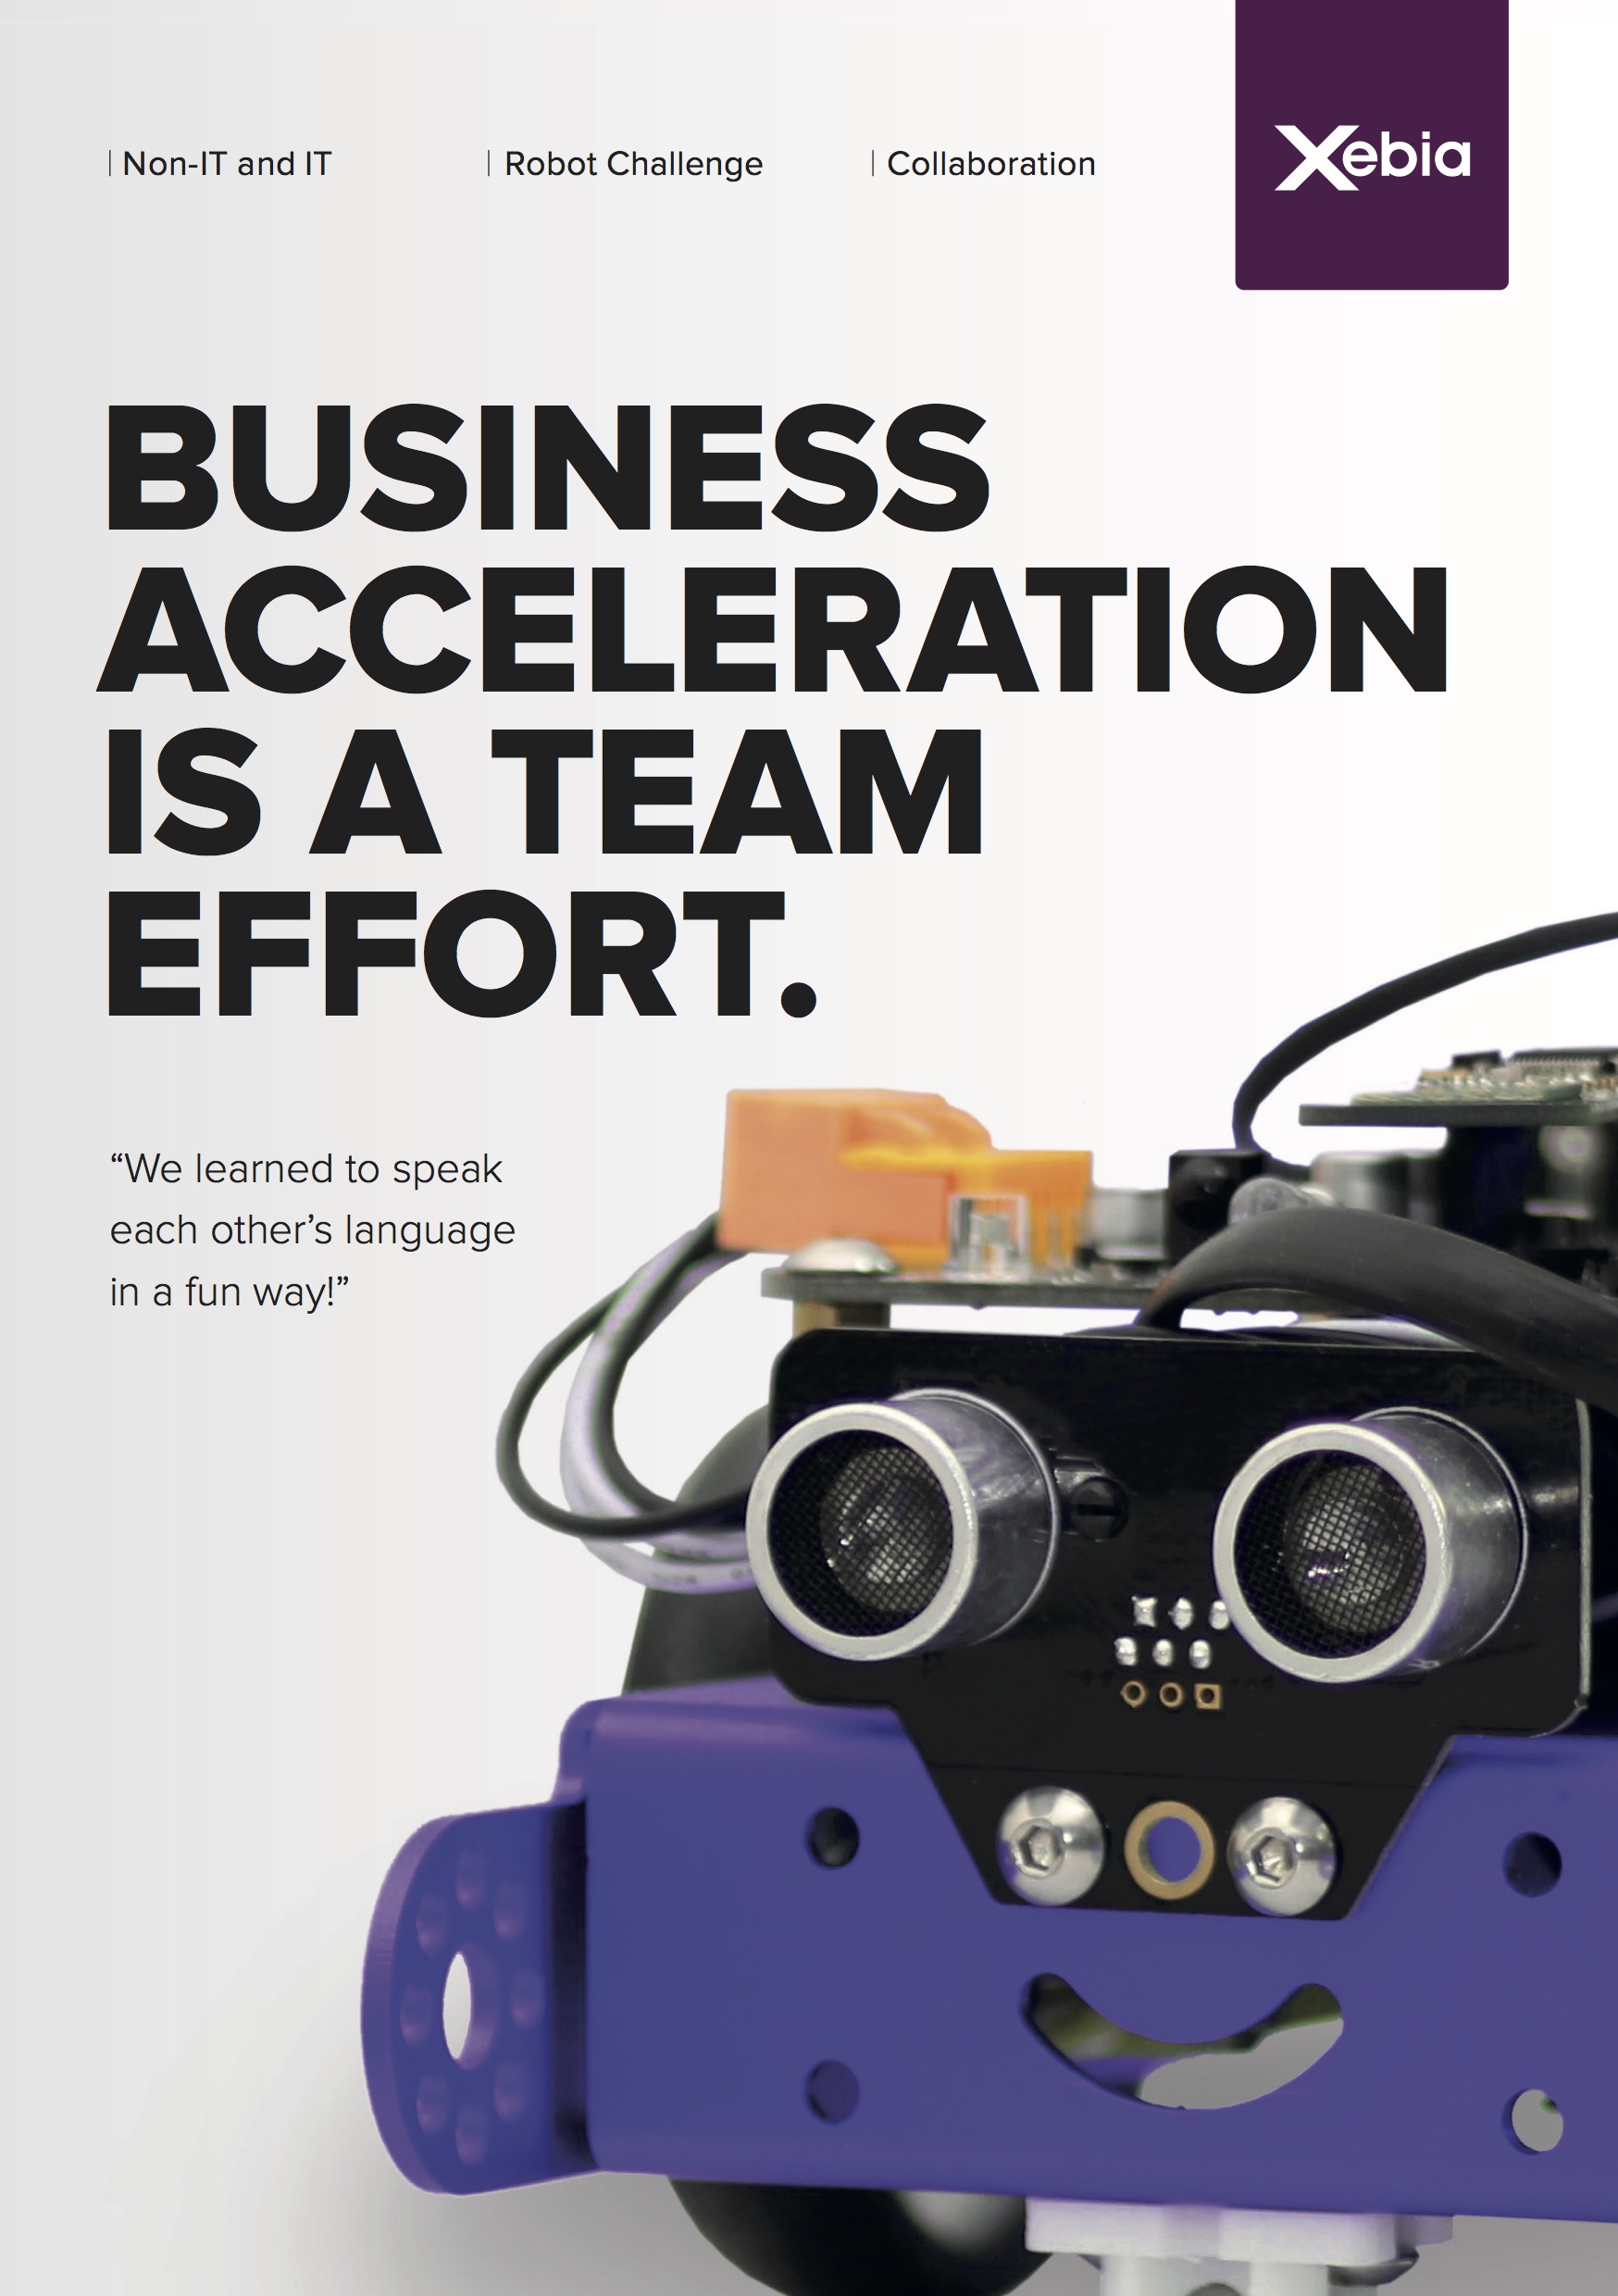 Non-IT and IT
Robot Challenge
Collaboration
Xebia
BUSINESS
ACCELERATION
IS A TEAM
EFFORT.
“We learned to speak
each other’s language
in a fun way!”